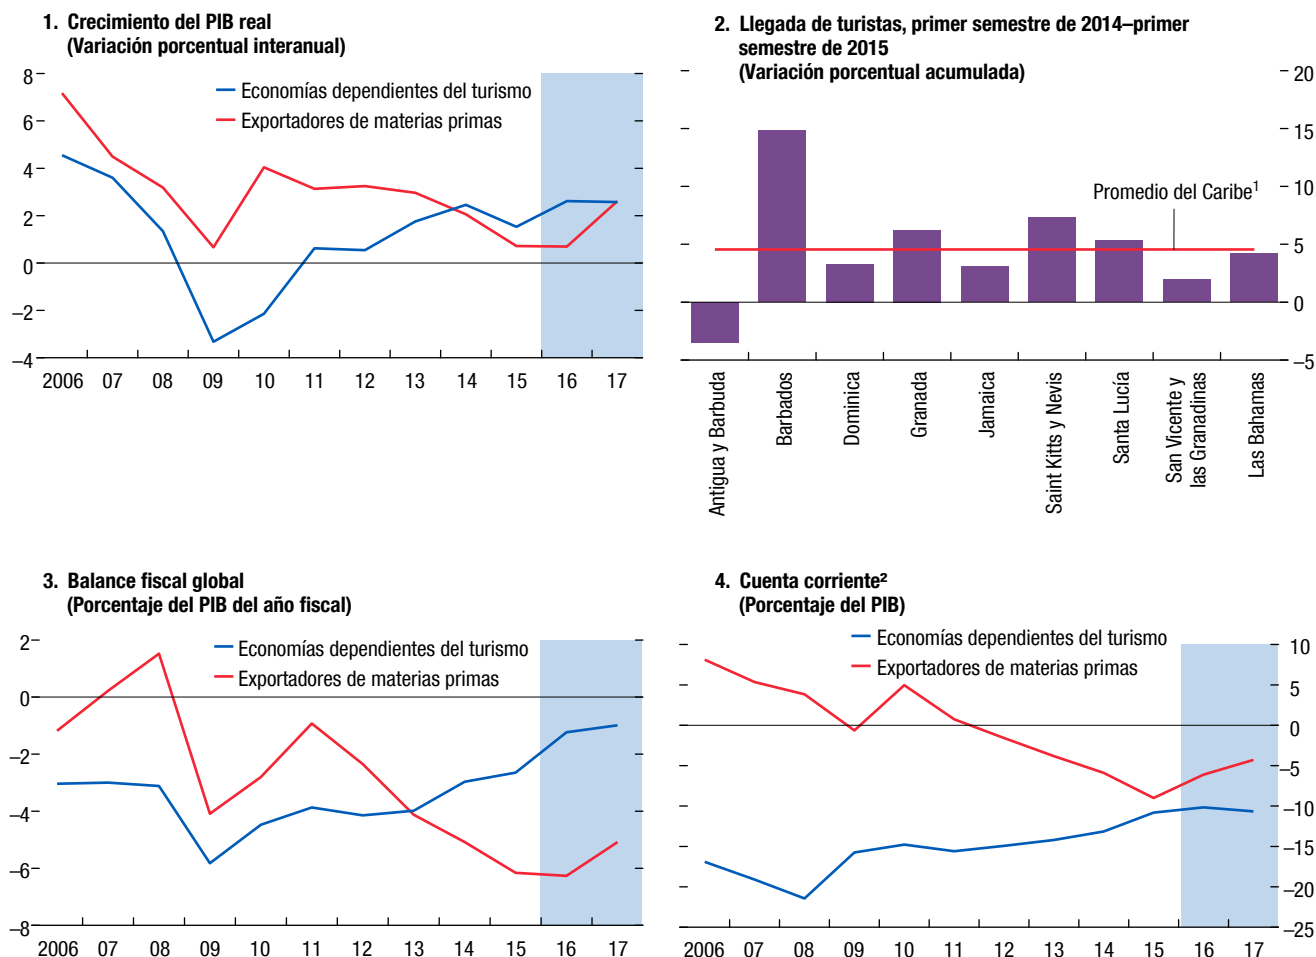 1. Crecimiento del PIB real
(Variación porcentual interanual)
8
6
4
2
0
–2
–4
Economías dependientes del turismo
Exportadores de materias primas
2006 07 08 09 10 11 12 13 14 15 16 17
2. Llegada de turistas, primer semestre de 2014–primer
semestre de 2015
(Variación porcentual acumulada)
20
15
10
5
0
–5
Promedio del Caribe¹
Antigua y Barbuda
Barbados
Dominica
Granada
Jamaica
Saint Kitts y Nevis
Santa Lucía
San Vicente y
las Granadinas
Las Bahamas
3. Balance fiscal global
(Porcentaje del PIB del año fiscal)
2
0
–2
–4
–6
–8
Economías dependientes del turismo
Exportadores de materias primas
2006 07 08 09 10 11 12 13 14 15 16 17
4. Cuenta corriente²
(Porcentaje del PIB)
10
5
0
–5
–10
–15
–20
–25
Economías dependientes del turismo
Exportadores de materias primas
2006 07 08 09 10 11 12 13 14 15 16 17